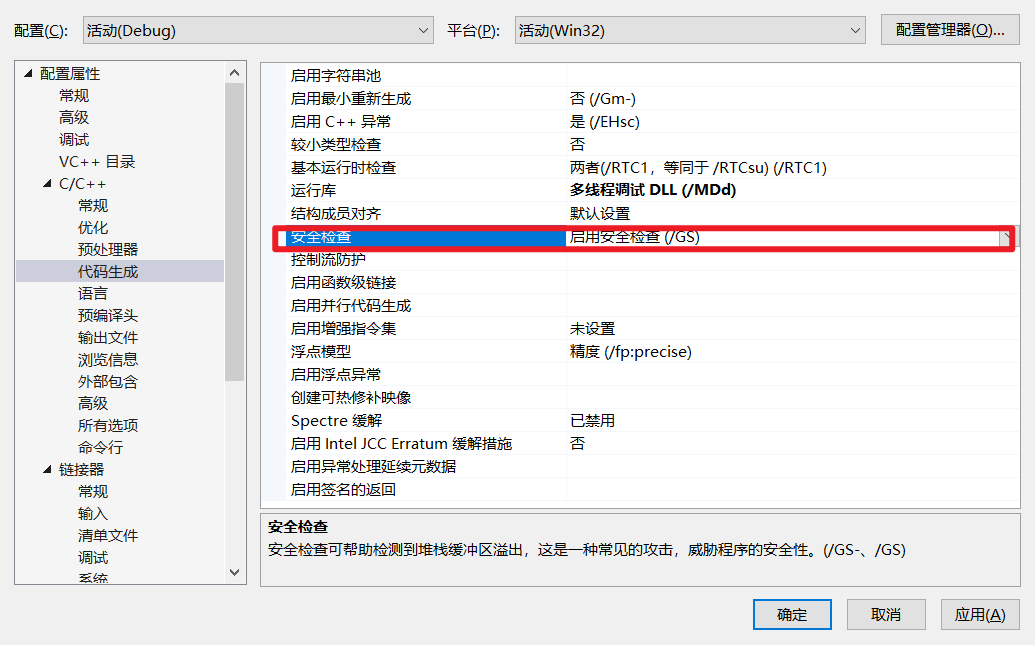 配置(C): 活动(Debug) 平台(P): 活动(Win32) 配置管理器(O)...
配置属性
常规
高级
调试
VC++ 目录
C/C++
常规
优化
预处理器
代码生成
语言
预编译头
输出文件
浏览信息
外部包含
高级
所有选项
命令行
链接器
常规
输入
清单文件
调试
系统
启用字符串池
启用最小重新生成 否 (/Gm-)
启用 C++ 异常 是 (/EHsc)
较小类型检查 否
基本运行时检查 两者(/RTC1，等同于 /RTCsu) (/RTC1)
运行库 多线程调试 DLL (/MDd)
结构成员对齐 默认设置
安全检查 启用安全检查 (/GS)
控制流防护
启用函数级链接
启用并行代码生成
启用增强指令集 未设置
浮点模型 精度 (/fp:precise)
启用浮点异常
创建可热修补映像
Spectre 缓解 已禁用
启用 Intel JCC Erratum 缓解措施 否
启用异常处理延续元数据
启用签名的返回
安全检查
安全检查可帮助检测到堆栈缓冲区溢出，这是一种常见的攻击，威胁程序的安全性。(/GS-、/GS)
确定 取消 应用(A)